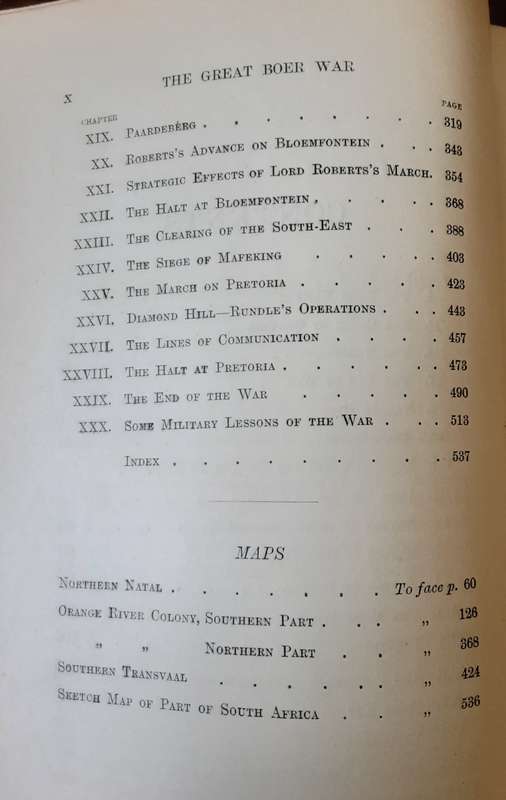 x
THE GREAT BOER WAR
CHAPTER PAGE
XIX. PAARDEBERG . . . . . . . 319
XX. ROBERTS'S ADVANCE ON BLOEMFONTEIN . . . 343
XXI. STRATEGIC EFFECTS OF LORD ROBERTS'S MARCH . 354
XXII. THE HALT AT BLOEMFONTEIN . . . . . 368
XXIII. THE CLEARING OF THE SOUTH-EAST . . . 388
XXIV. THE SIEGE OF MAFEKING . . . . . 403
XXV. THE MARCH ON PRETORIA . . . . . 423
XXVI. DIAMOND HILL—RUNDLE'S OPERATIONS . . . 443
XXVII. THE LINES OF COMMUNICATION . . . . 457
XXVIII. THE HALT AT PRETORIA . . . . . . 473
XXIX. THE END OF THE WAR . . . . . 490
XXX. SOME MILITARY LESSONS OF THE WAR . . . 513
INDEX . . . . . . . . . 537
MAPS
NORTHERN NATAL . . . . . . . To face p. 60
ORANGE RIVER COLONY, SOUTHERN PART . . . „ 126
„ „ NORTHERN PART . . „ 368
SOUTHERN TRANSVAAL . . . . . „ 424
SKETCH MAP OF PART OF SOUTH AFRICA . . „ 536